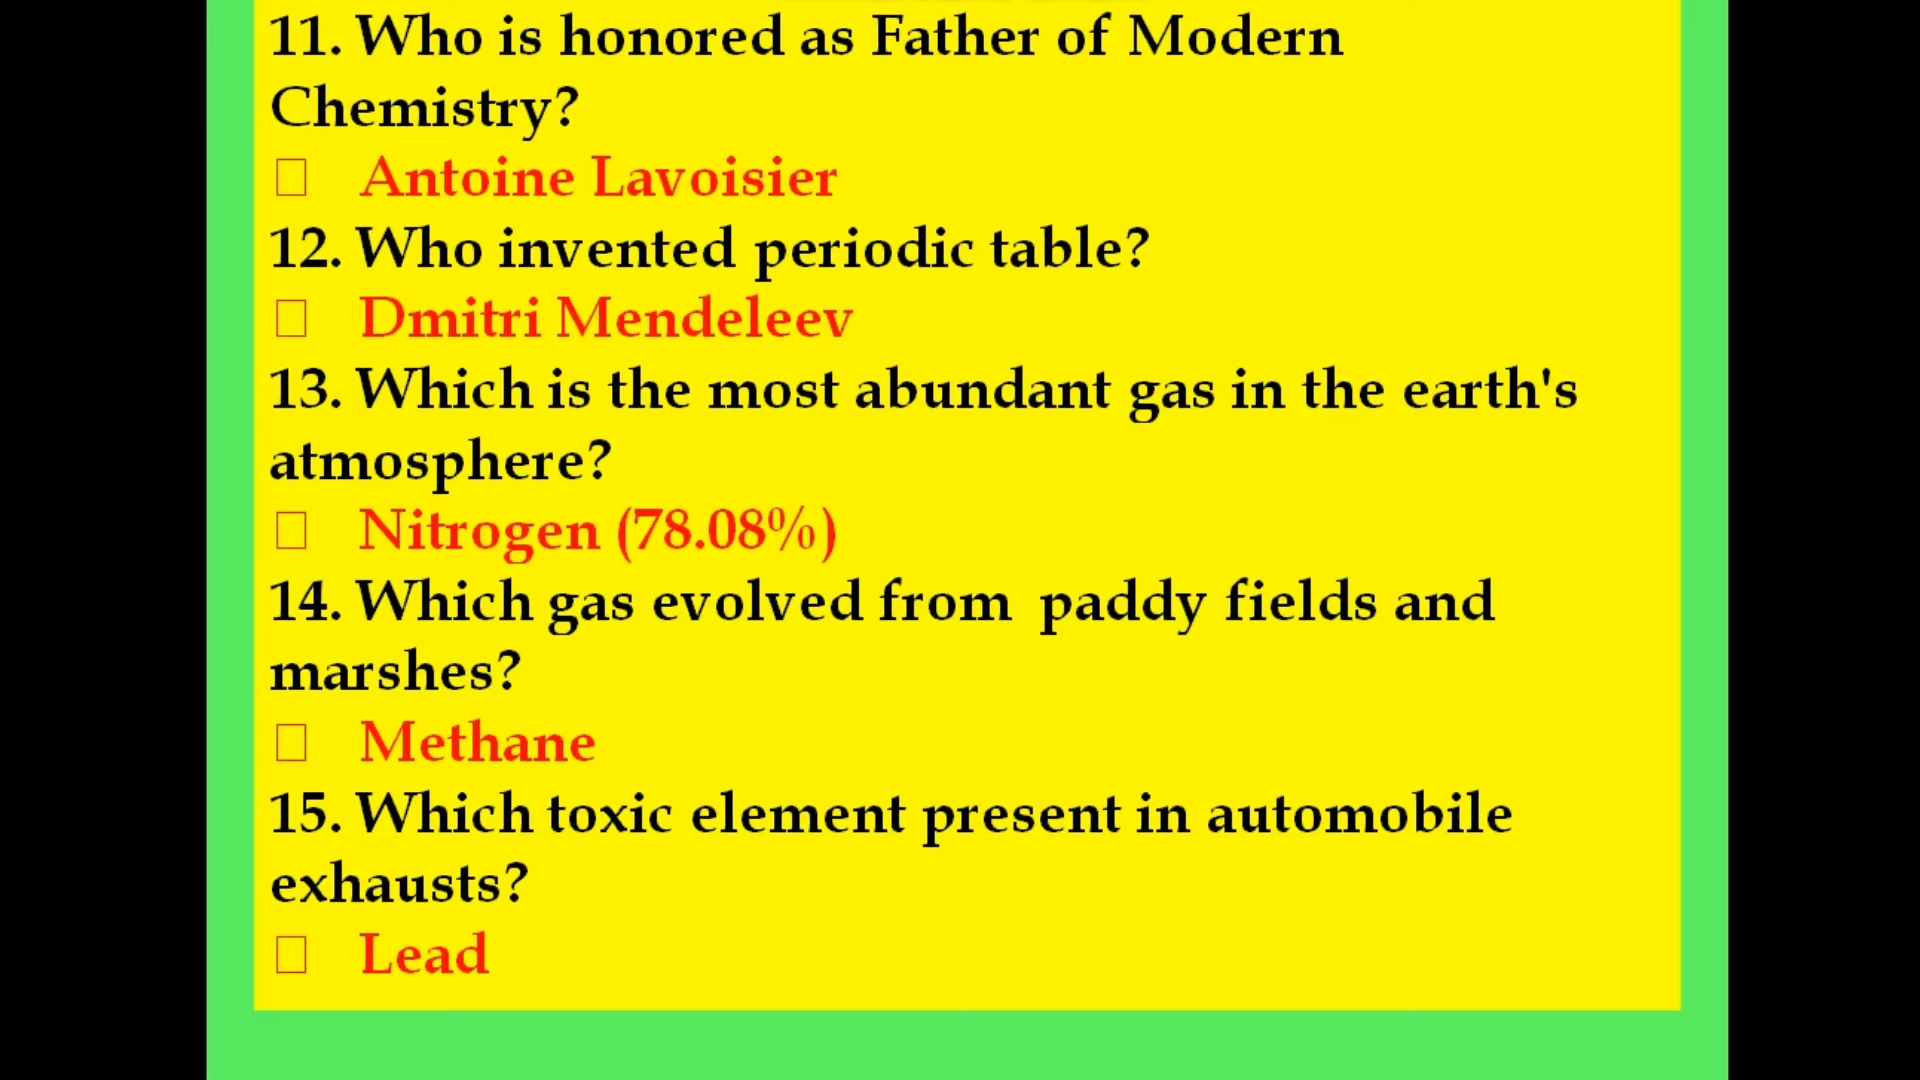 11. Who is honored as Father of Modern
Chemistry?
□ Antoine Lavoisier
12. Who invented periodic table?
□ Dmitri Mendeleev
13. Which is the most abundant gas in the earth's
atmosphere?
□ Nitrogen (78.08%)
14. Which gas evolved from  paddy fields and
marshes?
□ Methane
15. Which toxic element present in automobile
exhausts?
□ Lead